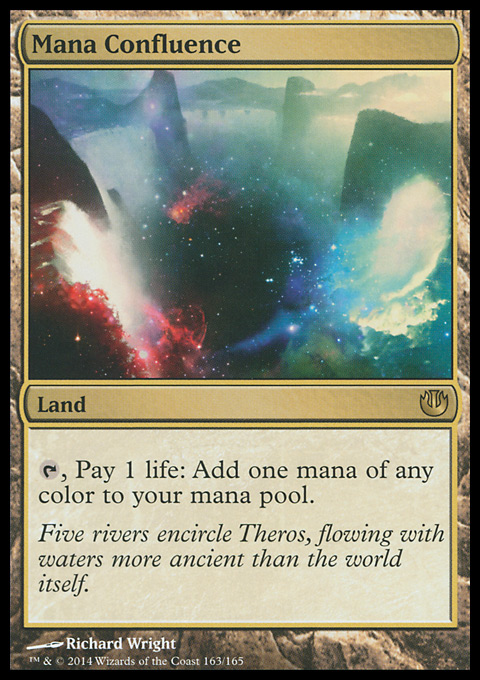 Mana Confluence
Land
, Pay 1 life: Add one mana of any
color to your mana pool.
Five rivers encircle Theros, flowing with
waters more ancient than the world
itself.
Richard Wright
™ & © 2014 Wizards of the Coast 163/165